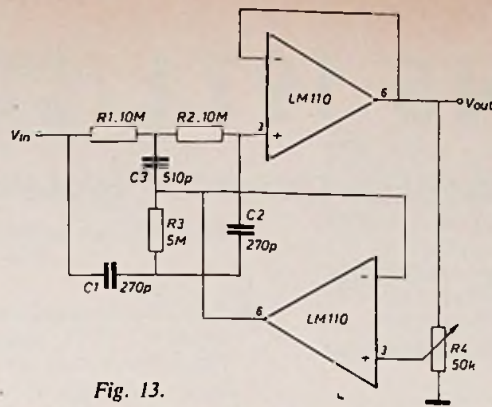 LM110
6
Vout
Vin
R1.10M
R2.10M
3
C3
510p
R3
5M
C2
270p
C1
270p
6
LM110
3
R4
50k
Fig. 13.